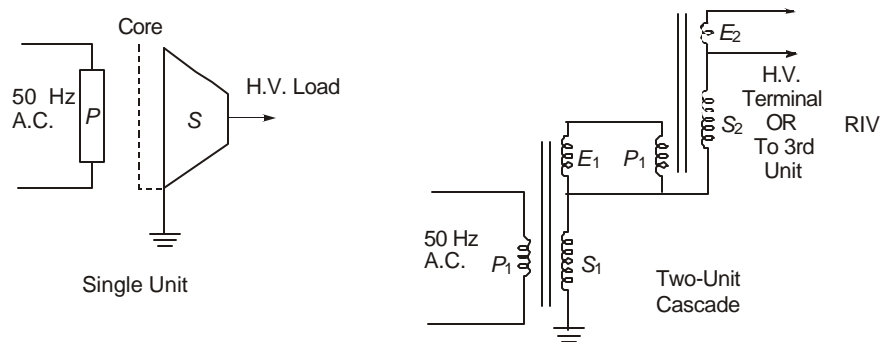 Core
50 Hz
A.C.
P
S
H.V. Load
Single Unit
E2
H.V.
Terminal
OR
To 3rd
Unit
RIV
S2
E1
P1
50 Hz
A.C.
P1
S1
Two-Unit
Cascade